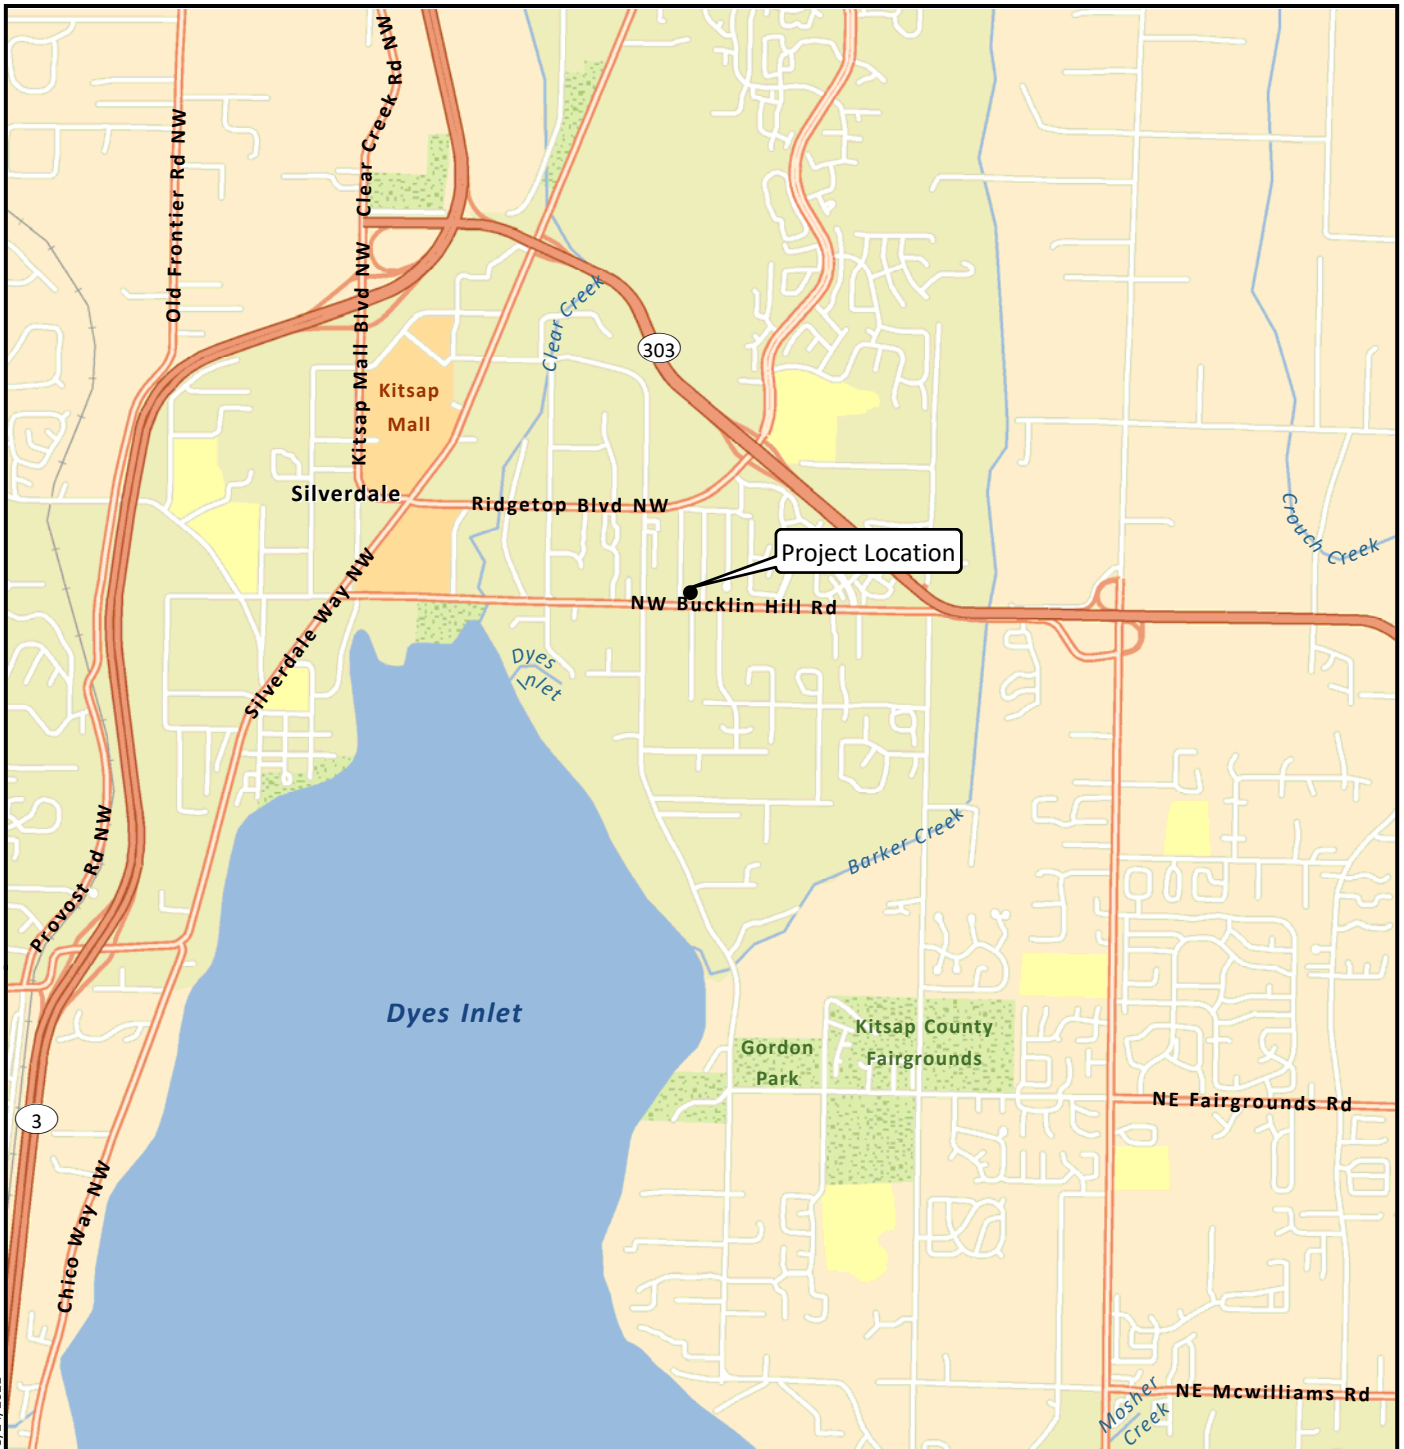 Clear Creek Rd NW
Old Frontier Rd NW
Kitsap Mall Blvd NW
Clear Creek
303
Kitsap
Mall
Silverdale
Ridgetop Blvd NW
Crouch Creek
Project Location
NW Bucklin Hill Rd
Silverdale Way NW
Dyes
Inlet
Provost Rd NW
Barker Creek
Dyes Inlet
Kitsap County
Fairgrounds
Gordon
Park
NE Fairgrounds Rd
3
Chico Way NW
NE Mcwilliams Rd
Mosher
Creek